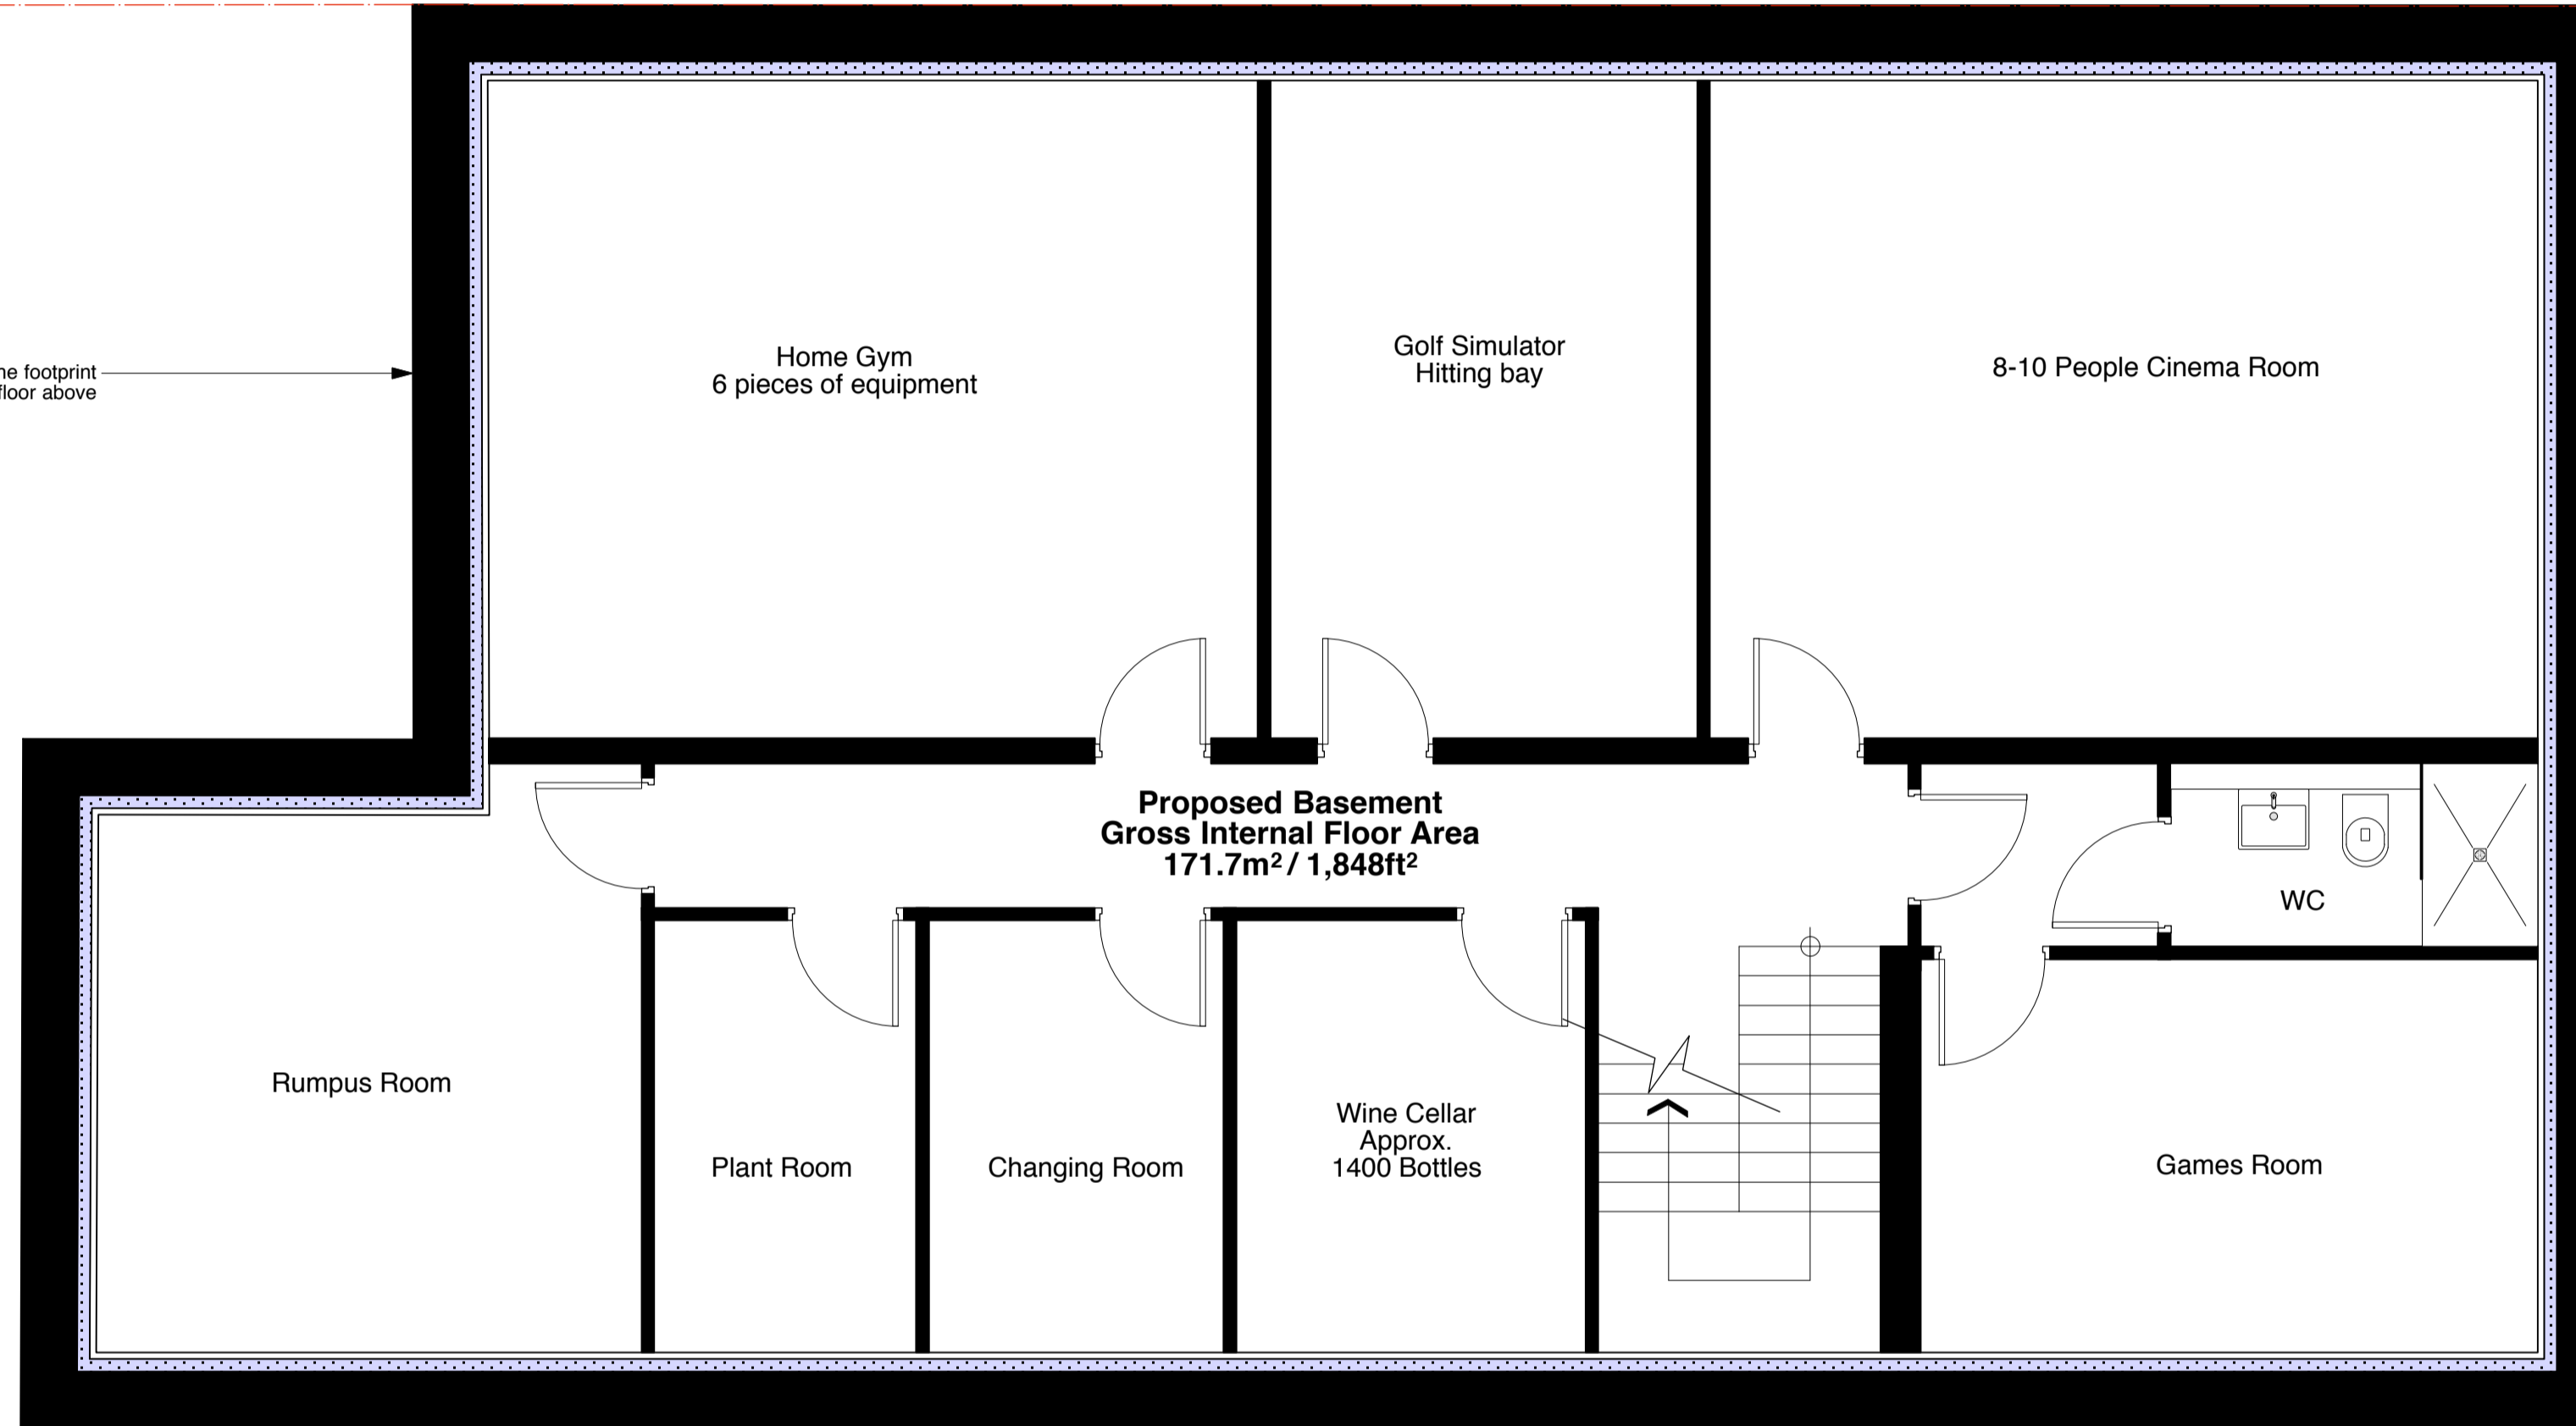 footprint
floor above
Home Gym
6 pieces of equipment
Golf Simulator
Hitting bay
8-10 People Cinema Room
Proposed Basement
Gross Internal Floor Area
171.7m² / 1,848ft²
WC
Rumpus Room
Plant Room
Changing Room
Wine Cellar
Approx.
1400 Bottles
Games Room